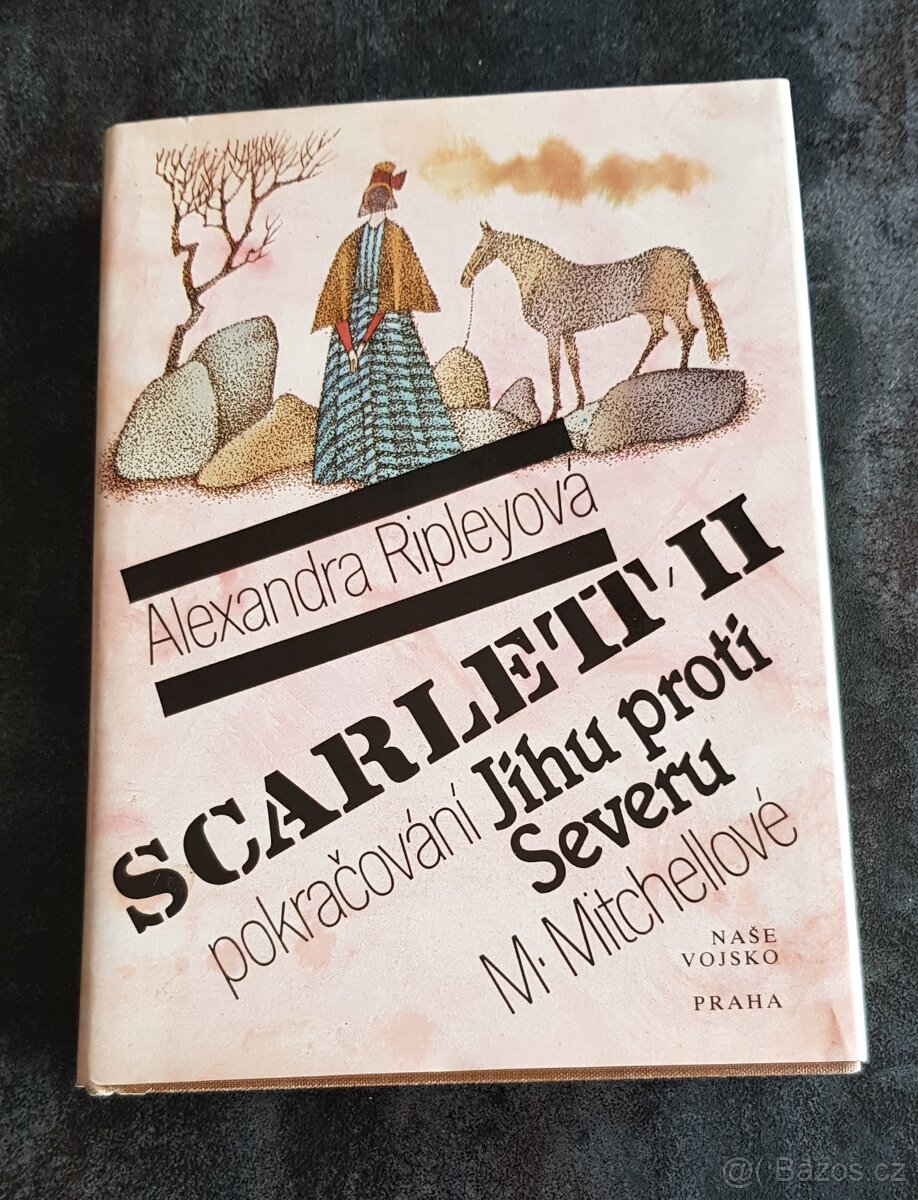 Alexandra Ripleyová
SCARLETT/II
pokračování Jihu proti
Severu
M. Mitchellové
NAŠE
VOJSKO
PRAHA
@( Bazos.cz